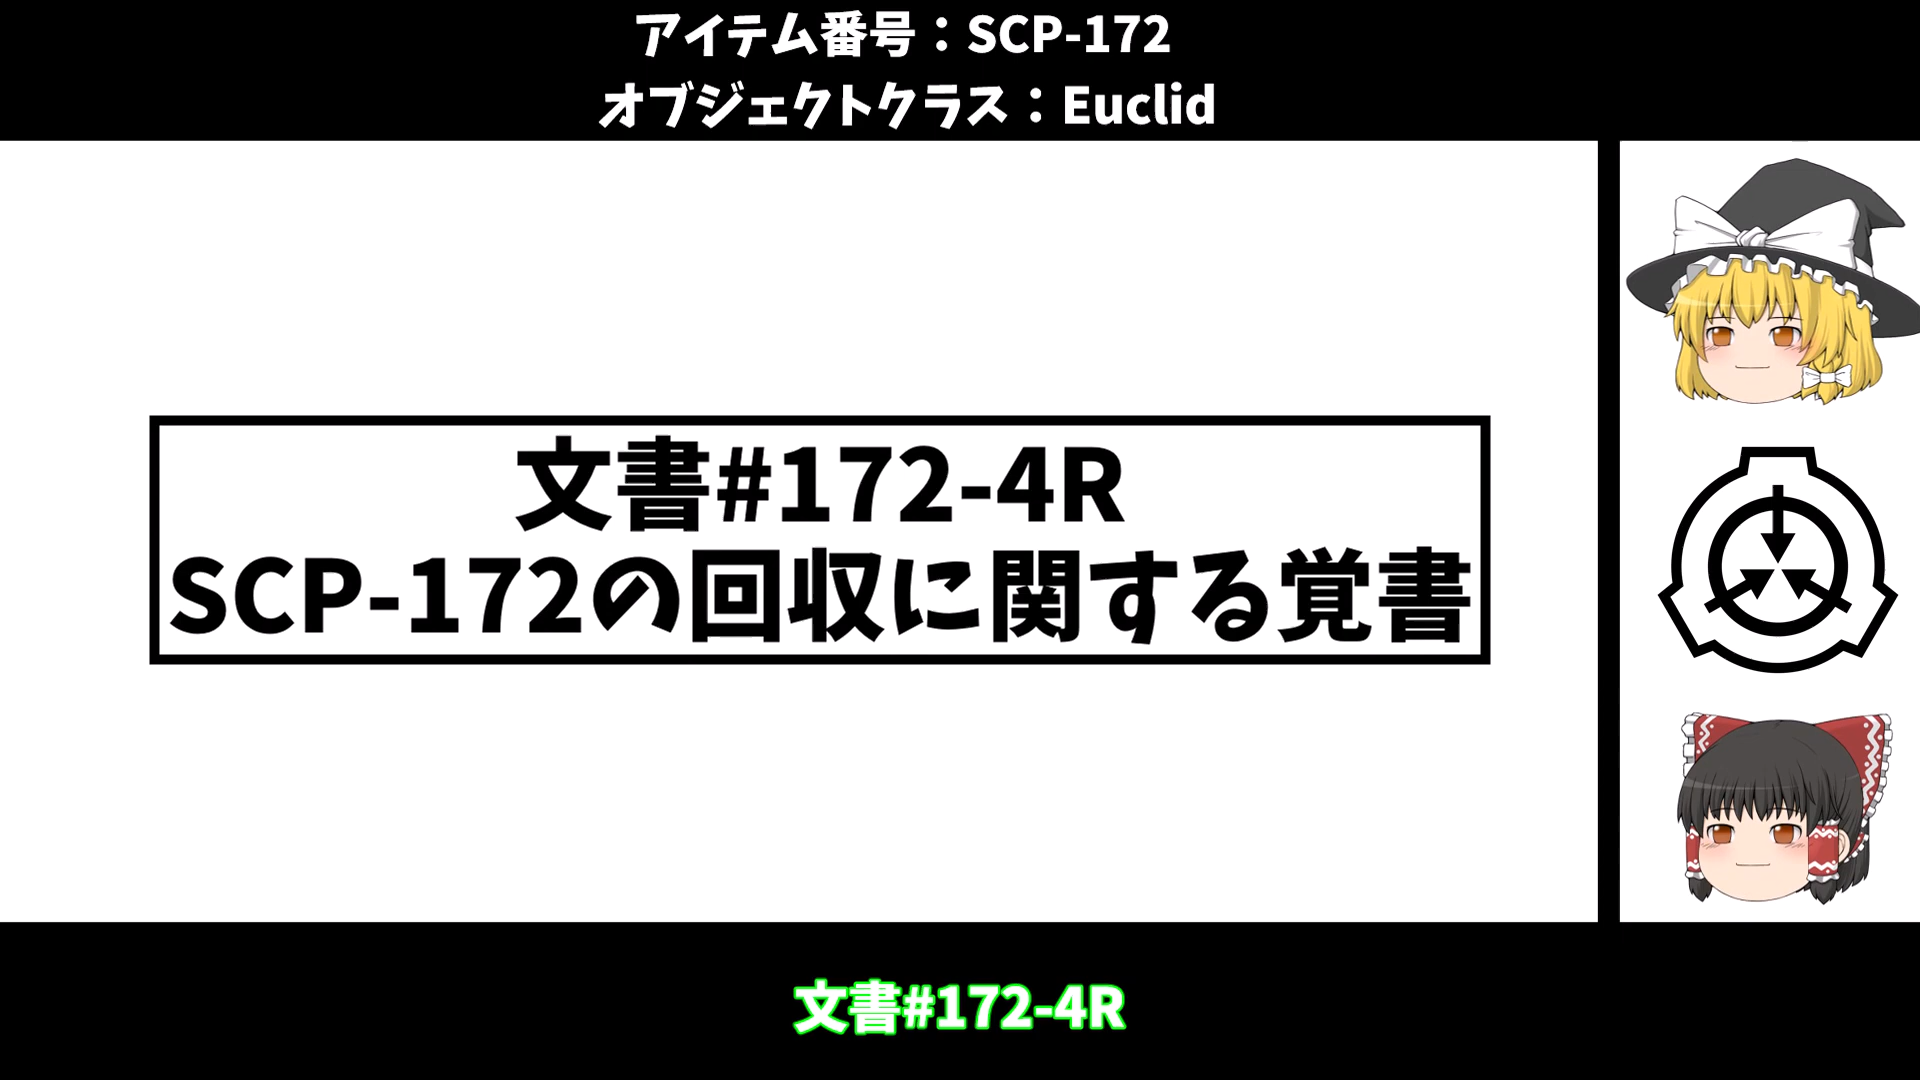 アイテム番号：SCP-172
オブジェクトクラス：Euclid
文書#172-4R
SCP-172の回収に関する覚書
文書#172-4R